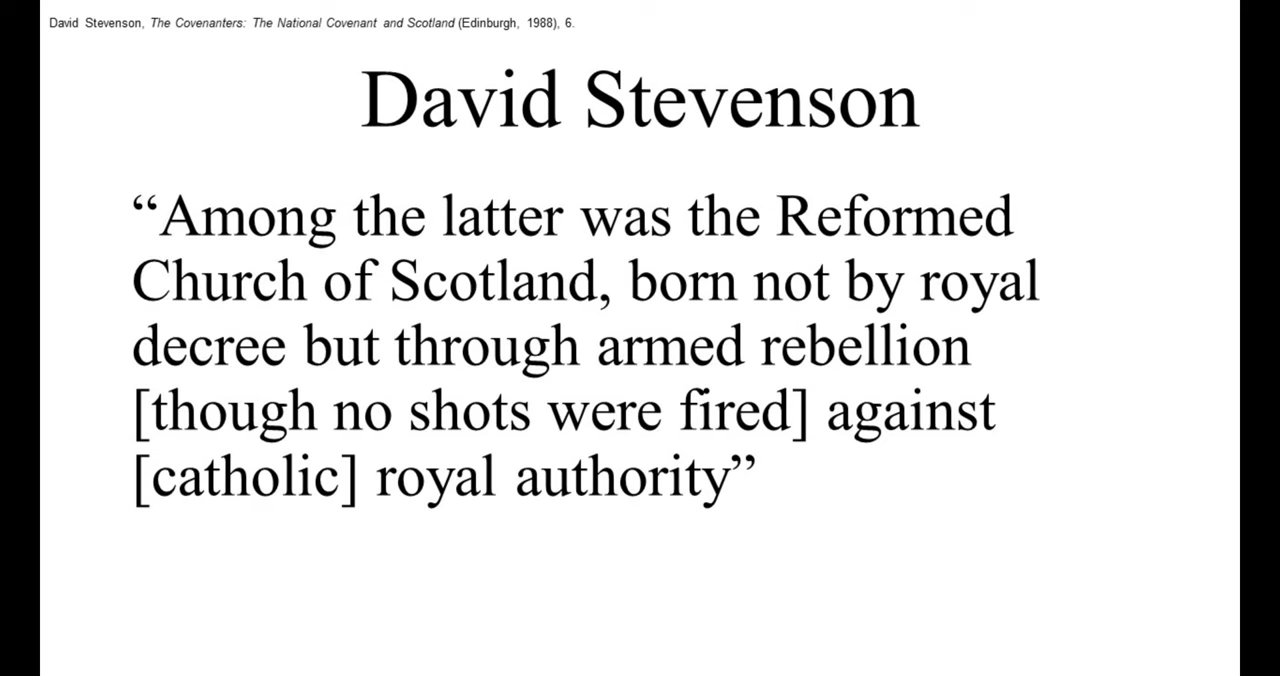 David Stevenson, The Covenanters: The National Covenant and Scotland (Edinburgh, 1988), 6.
David Stevenson
“Among the latter was the Reformed
Church of Scotland, born not by royal
decree but through armed rebellion
[though no shots were fired] against
[catholic] royal authority”